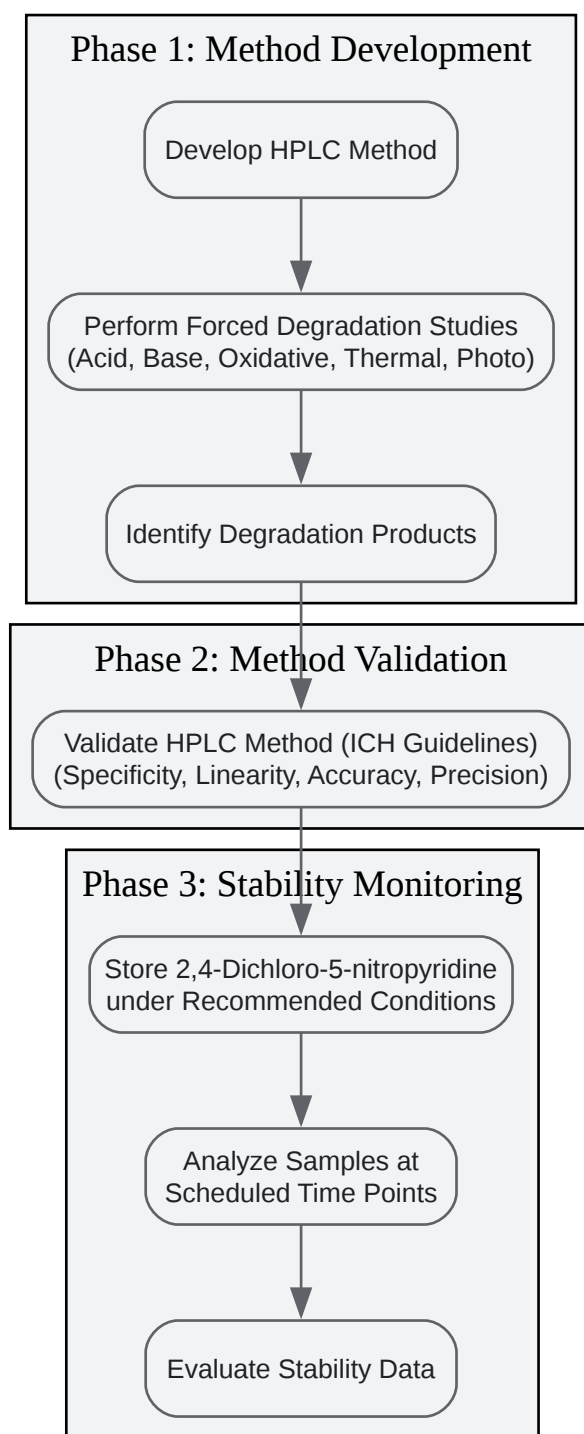 Phase 1: Method Development
Develop HPLC Method
Perform Forced Degradation Studies
(Acid, Base, Oxidative, Thermal, Photo)
Identify Degradation Products
Phase 2: Method Validation
Validate HPLC Method (ICH Guidelines)
(Specificity, Linearity, Accuracy, Precision)
Phase 3: Stability Monitoring
Store 2,4-Dichloro-5-nitropyridine
under Recommended Conditions
Analyze Samples at
Scheduled Time Points
Evaluate Stability Data